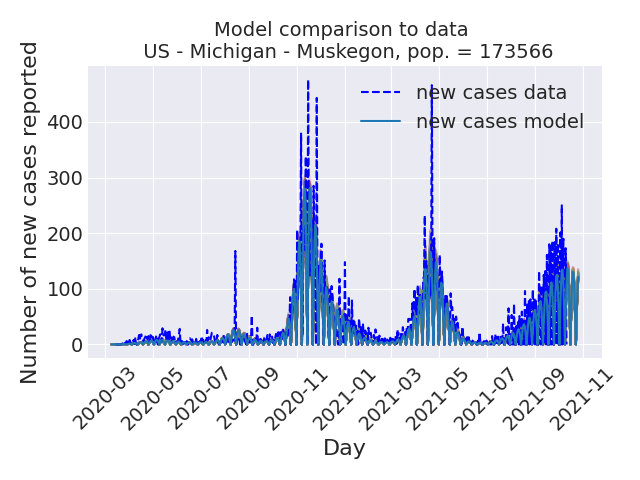 Model comparison to data
US - Michigan - Muskegon, pop. = 173566
Number of new cases reported
400
300
200
100
0
new cases data
new cases model
2020-03
2020-05
2020-07
2020-09
2020-11
2021-01
2021-03
2021-05
2021-07
2021-09
2021-11
Day